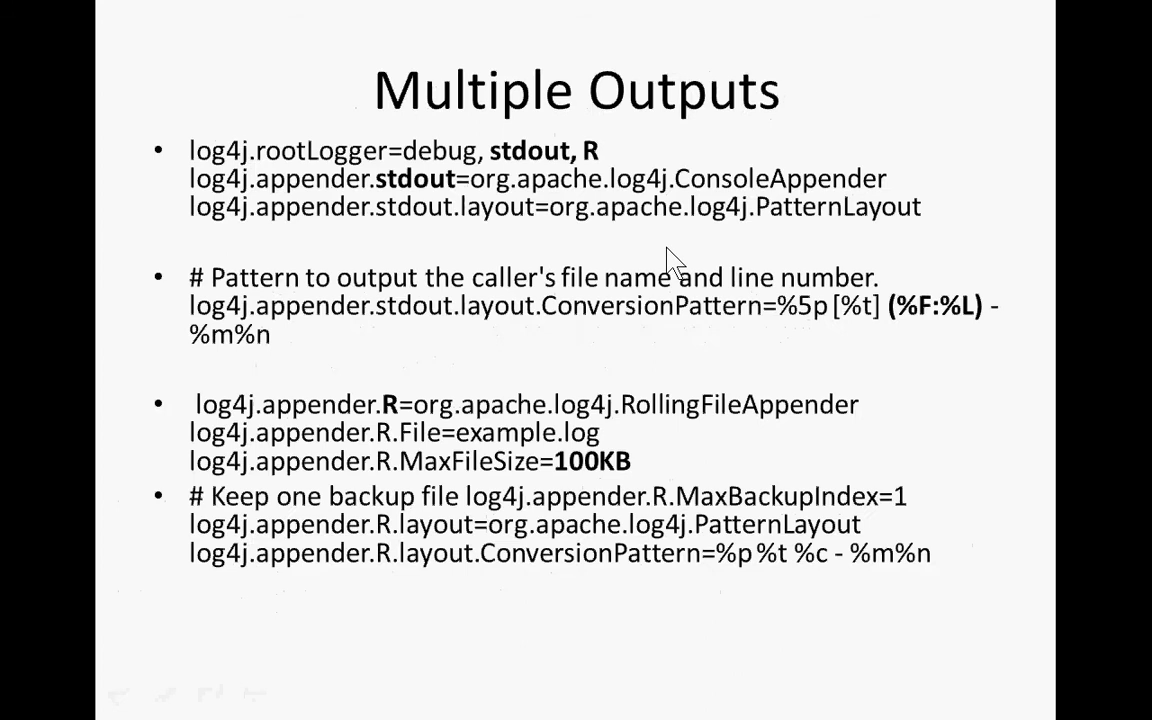 Multiple Outputs
• log4j.rootLogger=debug, stdout, R
log4j.appender.stdout=org.apache.log4j.ConsoleAppender
log4j.appender.stdout.layout=org.apache.log4j.PatternLayout
• # Pattern to output the caller's file name and line number.
log4j.appender.stdout.layout.ConversionPattern=%5p [%t] (%F:%L) -
%m%n
• log4j.appender.R=org.apache.log4j.RollingFileAppender
log4j.appender.R.File=example.log
log4j.appender.R.MaxFileSize=100KB
• # Keep one backup file log4j.appender.R.MaxBackupIndex=1
log4j.appender.R.layout=org.apache.log4j.PatternLayout
log4j.appender.R.layout.ConversionPattern=%p %t %c - %m%n